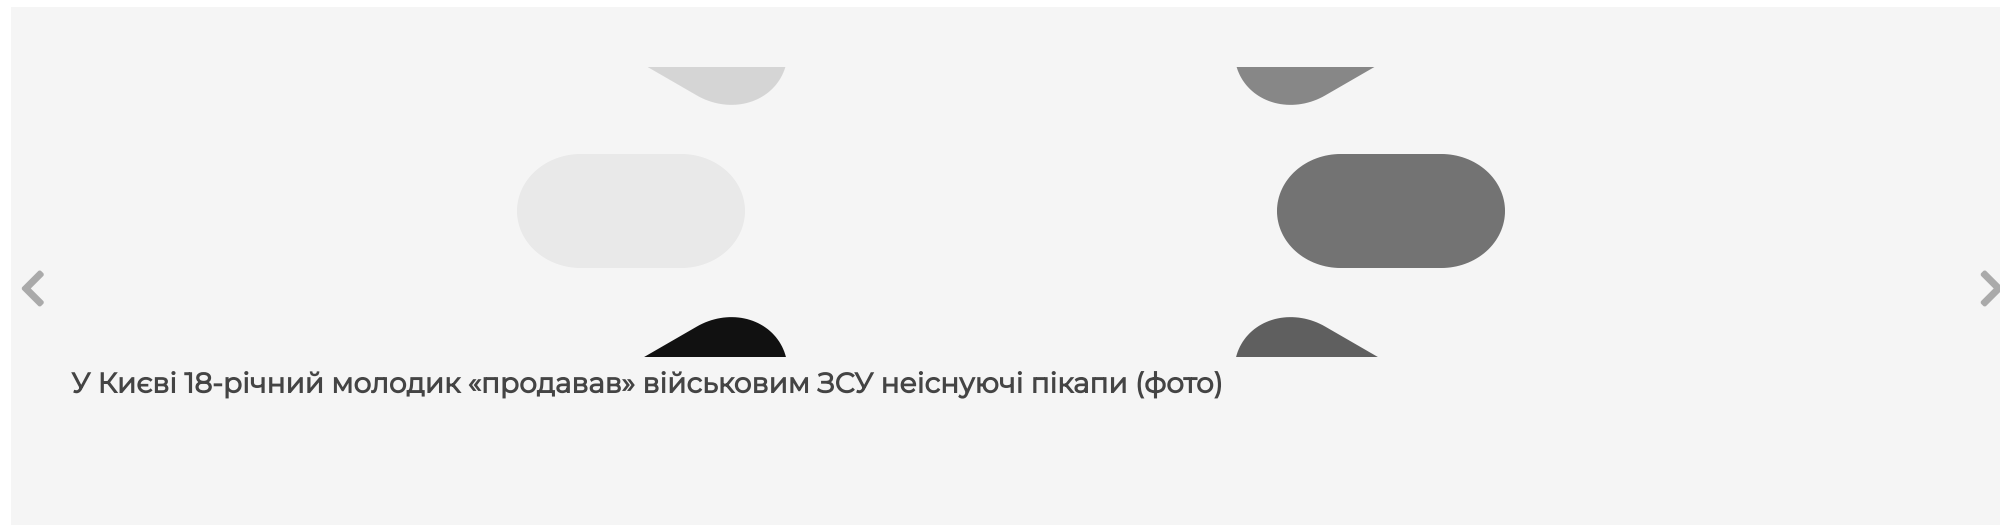 У Києві 18-річний молодик «продавав» військовим ЗСУ неіснуючі пікапи (фото)